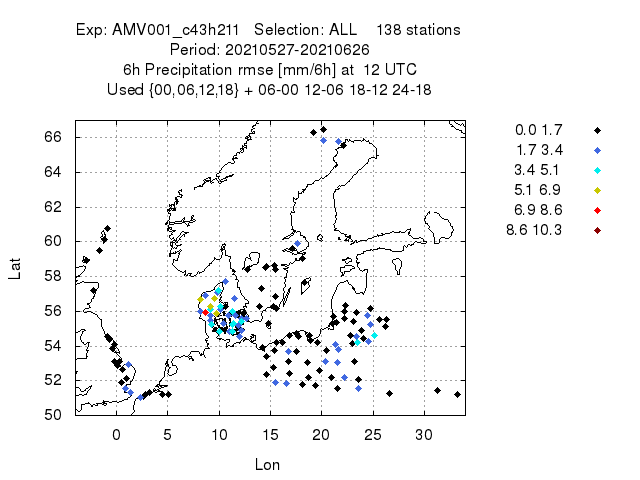 Exp: AMV001_c43h211   Selection: ALL    138 stations
Period: 20210527-20210626
6h Precipitation rmse [mm/6h] at  12 UTC
Used {00,06,12,18} + 06-00 12-06 18-12 24-18
66
64
62
60
58
56
54
52
50
Lat
0 5 10 15 20 25 30
Lon
0.0 1.7
1.7 3.4
3.4 5.1
5.1 6.9
6.9 8.6
8.6 10.3